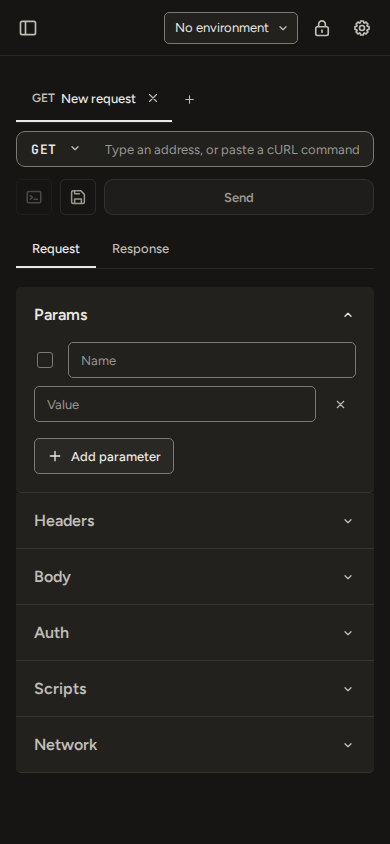 No environment
GET New request
GET Type an address, or paste a cURL command
Send
Request Response
Params
Name
Value
Add parameter
Headers
Body
Auth
Scripts
Network